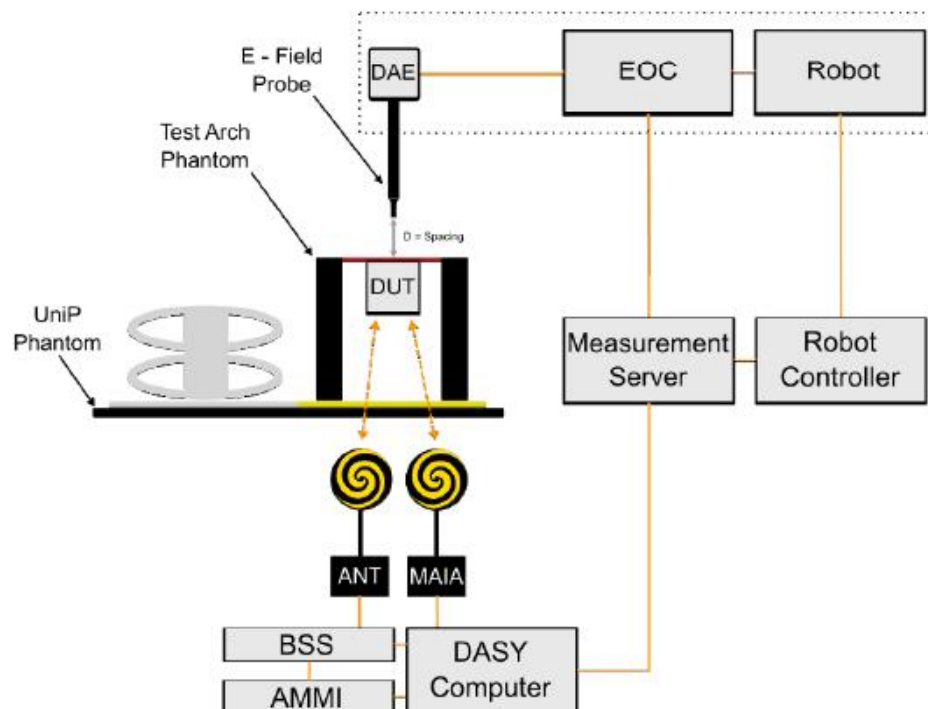 E - Field
Probe
DAE
EOC
Robot
Test Arch
Phantom
D = Spacing
DUT
UniP
Phantom
Measurement
Server
Robot
Controller
ANT
MAIA
BSS
DASY
Computer
AMMI